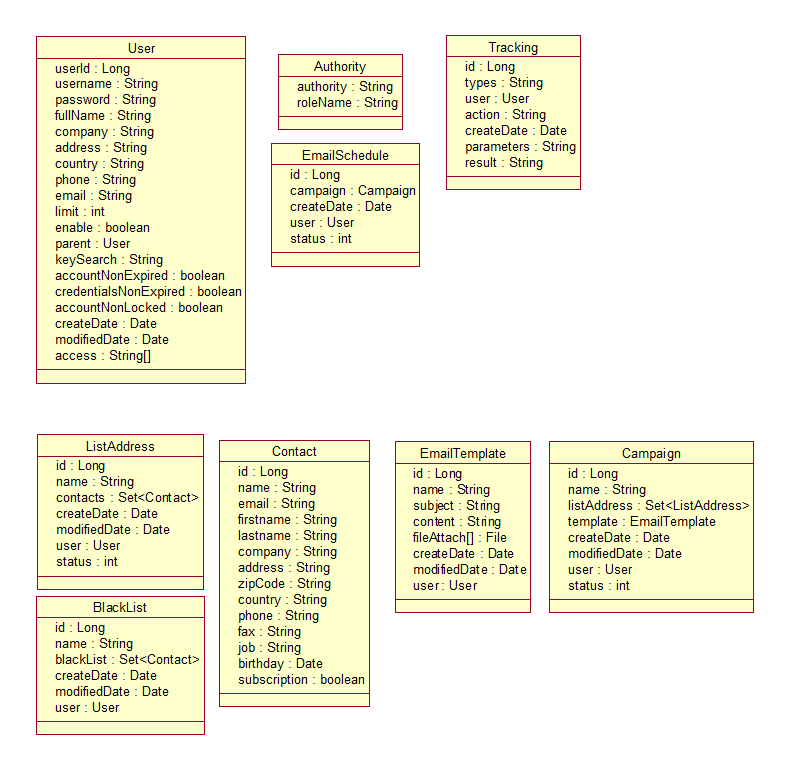 User
userId : Long
username : String
password : String
fullName : String
company : String
address : String
country : String
phone : String
email : String
limit : int
enable : boolean
parent : User
keySearch : String
accountNonExpired : boolean
credentialsNonExpired : boolean
accountNonLocked : boolean
createDate : Date
modifiedDate : Date
access : String[]
Authority
authority : String
roleName : String
EmailSchedule
id : Long
campaign : Campaign
createDate : Date
user : User
status : int
Tracking
id : Long
types : String
user : User
action : String
createDate : Date
parameters : String
result : String
ListAddress
id : Long
name : String
contacts : Set<Contact>
createDate : Date
modifiedDate : Date
user : User
status : int
BlackList
id : Long
name : String
blackList : Set<Contact>
createDate : Date
modifiedDate : Date
user : User
Contact
id : Long
name : String
email : String
firstname : String
lastname : String
company : String
address : String
zipCode : String
country : String
phone : String
fax : String
job : String
birthday : Date
subscription : boolean
EmailTemplate
id : Long
name : String
subject : String
content : String
fileAttach[] : File
createDate : Date
modifiedDate : Date
user : User
Campaign
id : Long
name : String
listAddress : Set<ListAddress>
template : EmailTemplate
createDate : Date
modifiedDate : Date
user : User
status : int